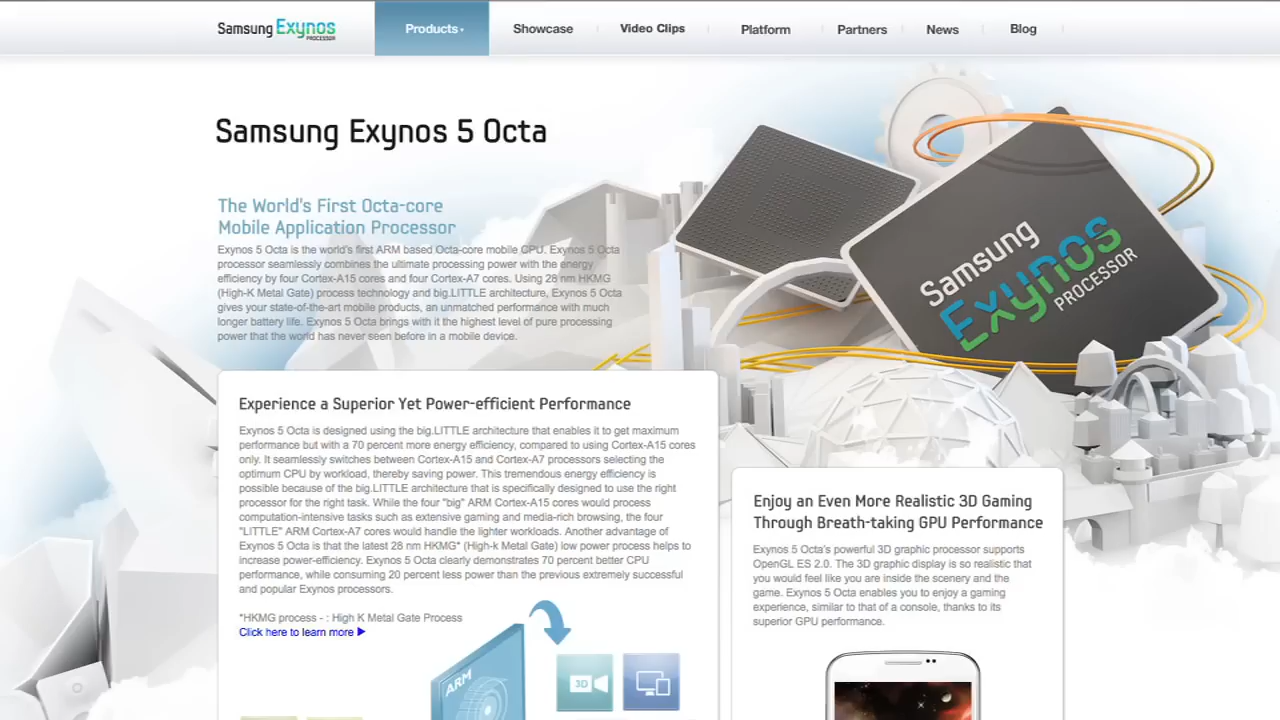 Samsung Exynos
PROCESSOR
Products
Showcase
Video Clips
Platform
Partners
News
Blog
Samsung Exynos 5 Octa
The World's First Octa-core
Mobile Application Processor
Exynos 5 Octa is the world's first ARM based Octa-core mobile CPU. Exynos 5 Octa
processor seamlessly combines the ultimate processing power with the energy
efficiency by four Cortex-A15 cores and four Cortex-A7 cores. Using 28 nm HKMG
(High-K Metal Gate) process technology and big.LITTLE architecture, Exynos 5 Octa
gives your state-of-the-art mobile products, an unmatched performance with much
longer battery life. Exynos 5 Octa brings with it the highest level of pure processing
power that the world has never seen before in a mobile device.
Samsung
Exynos
PROCESSOR
Experience a Superior Yet Power-efficient Performance
Exynos 5 Octa is designed using the big.LITTLE architecture that enables it to get maximum
performance but with a 70 percent more energy efficiency, compared to using Cortex-A15 cores
only. It seamlessly switches between Cortex-A15 and Cortex-A7 processors selecting the
optimum CPU by workload, thereby saving power. This tremendous energy efficiency is
possible because of the big.LITTLE architecture that is specifically designed to use the right
processor for the right task. While the four "big" ARM Cortex-A15 cores would process
computation-intensive tasks such as extensive gaming and media-rich browsing, the four
"LITTLE" ARM Cortex-A7 cores would handle the lighter workloads. Another advantage of
Exynos 5 Octa is that the latest 28 nm HKMG* (High-k Metal Gate) low power process helps to
increase power-efficiency. Exynos 5 Octa clearly demonstrates 70 percent better CPU
performance, while consuming 20 percent less power than the previous extremely successful
and popular Exynos processors.
*HKMG process - : High K Metal Gate Process
Click here to learn more
ARM
3D
Enjoy an Even More Realistic 3D Gaming
Through Breath-taking GPU Performance
Exynos 5 Octa's powerful 3D graphic processor supports
OpenGL ES 2.0. The 3D graphic display is so realistic that
you would feel like you are inside the scenery and the
game. Exynos 5 Octa enables you to enjoy a gaming
experience, similar to that of a console, thanks to its
superior GPU performance.